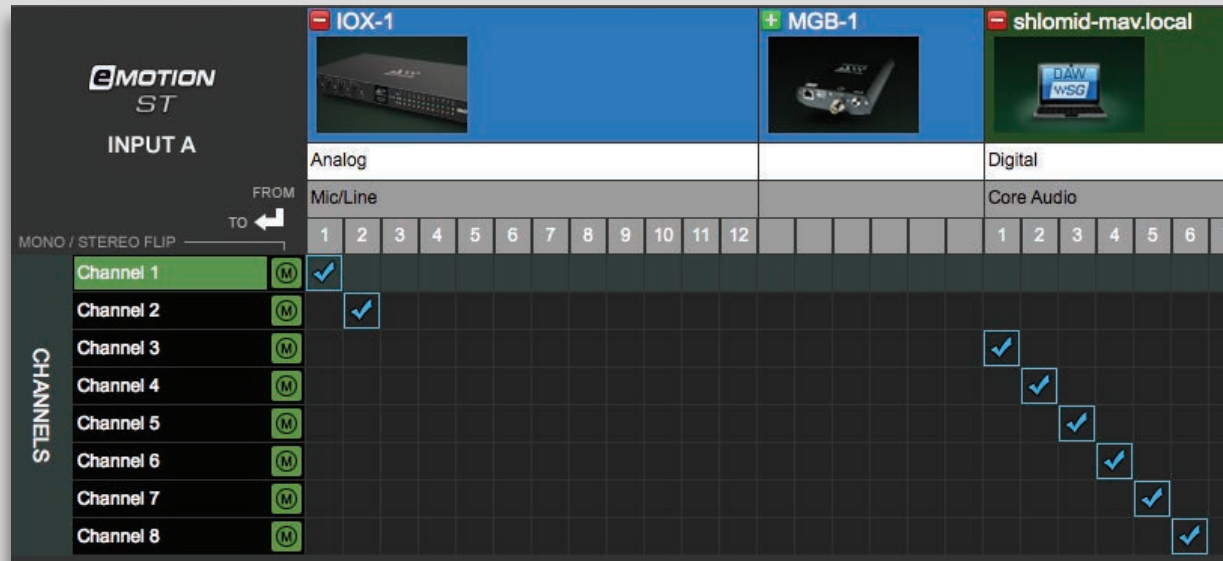 IOX-1
MGB-1
shlomid-mav.local
eMOTION
ST
INPUT A
DAW
WSG
Analog
Digital
FROM
TO
Mic/Line
Core Audio
MONO / STEREO FLIP
1 2 3 4 5 6 7 8 9 10 11 12
1 2 3 4 5 6
CHANNELS
Channel 1 M
Channel 2 M
Channel 3 M
Channel 4 M
Channel 5 M
Channel 6 M
Channel 7 M
Channel 8 M